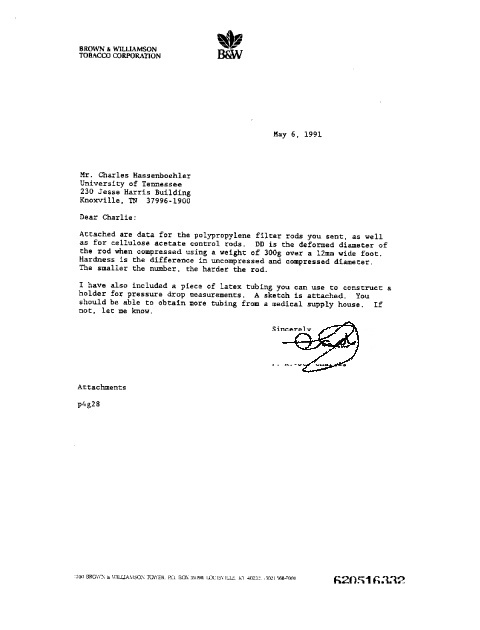 BROWN & WILLIAMSON
TOBACCO CORPORATION
B&W
May 6, 1991
Mr. Charles Hassenboehler
University of Tennessee
230 Jesse Harris Building
Knoxville, TN 37996-1900
Dear Charlie:
Attached are data for the polypropylene filter rods you sent, as well
as for cellulose acetate control rods. DD is the deformed diameter of
the rod when compressed using a weight of 300g over a 12mm wide foot.
Hardness is the difference in uncompressed and compressed diameter.
The smaller the number, the harder the rod.
I have also included a piece of latex tubing you can use to construct a
holder for pressure drop measurements. A sketch is attached. You
should be able to obtain more tubing from a medical supply house. If
not, let me know.
Sincerely
Attachments
p4g28
BROWN & WILLIAMSON TOWER, P.O. BOX LOUISVILLE, KY
620516332